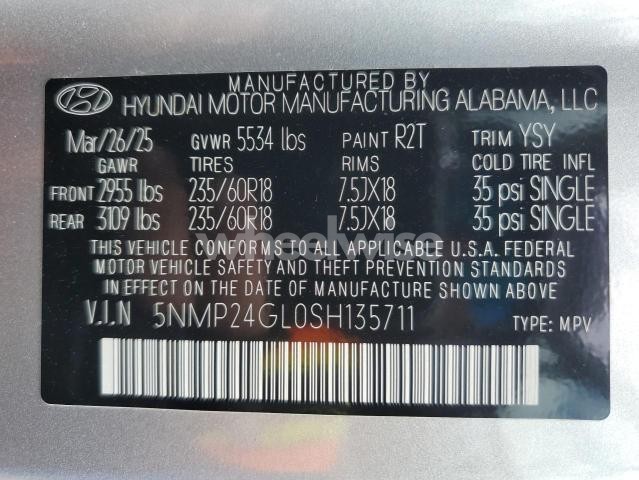 MANUFACTURED BY
HYUNDAI MOTOR MANUFACTURING ALABAMA, LLC
Mar/26/25 GVWR 5534 lbs PAINT R2T TRIM YSY
GAWR TIRES RIMS COLD TIRE INFL
FRONT 2955 lbs 235/60R18 7.5JX18 35 psi SINGLE
REAR 3109 lbs 235/60R18 7.5JX18 35 psi SINGLE
THIS VEHICLE CONFORMS TO ALL APPLICABLE U.S.A. FEDERAL
MOTOR VEHICLE SAFETY AND THEFT PREVENTION STANDARDS
IN EFFECT ON THE DATE OF MANUFACTURE SHOWN ABOVE.
V.I.N 5NMP24GL0SH135711 TYPE: MPV
wheelwise